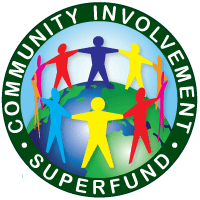 COMMUNITY INVOLVEMENT
• SUPERFUND •